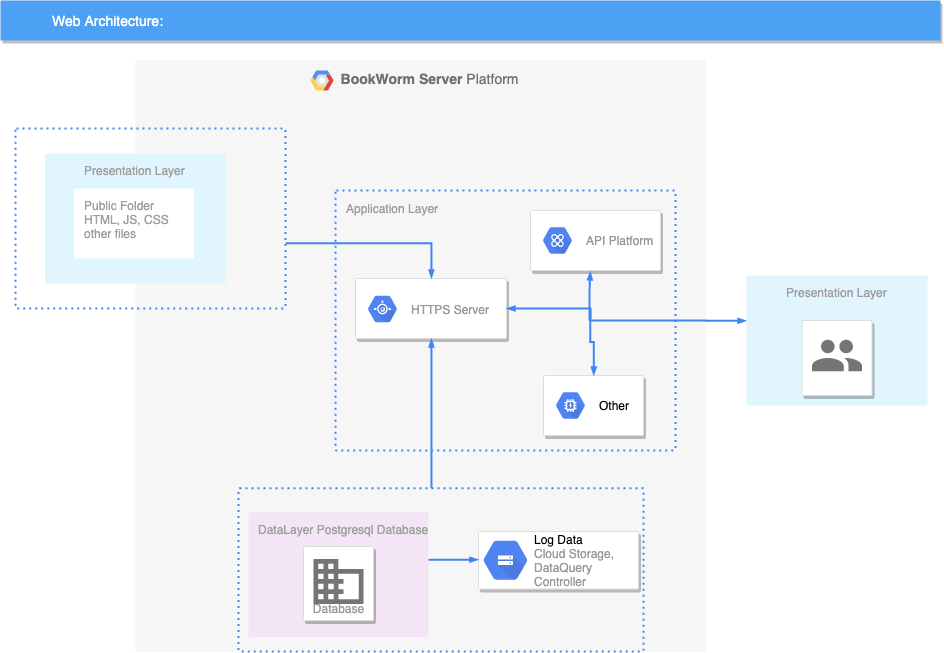 Web Architecture:
BookWorm Server Platform
Presentation Layer
Public Folder
HTML, JS, CSS
other files
Application Layer
API Platform
HTTPS Server
Other
Presentation Layer
DataLayer Postgresql Database
Database
Log Data
Cloud Storage,
DataQuery
Controller